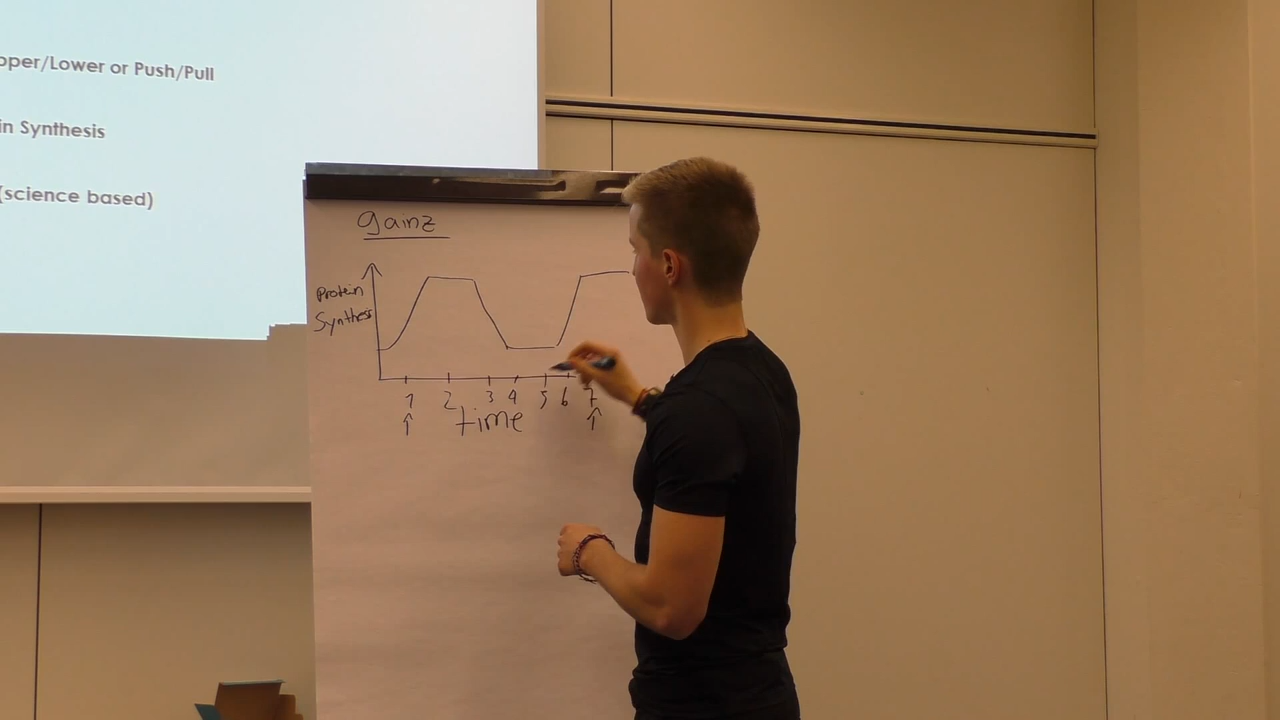 pper/Lower or Push/Pull
in Synthesis
(science based)
gainz
Protein
Synthesis
1 2 3 4 5 6 7
time